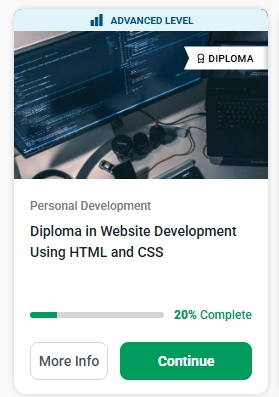 ADVANCED LEVEL
DIPLOMA
Personal Development
Diploma in Website Development
Using HTML and CSS
20% Complete
More Info
Continue